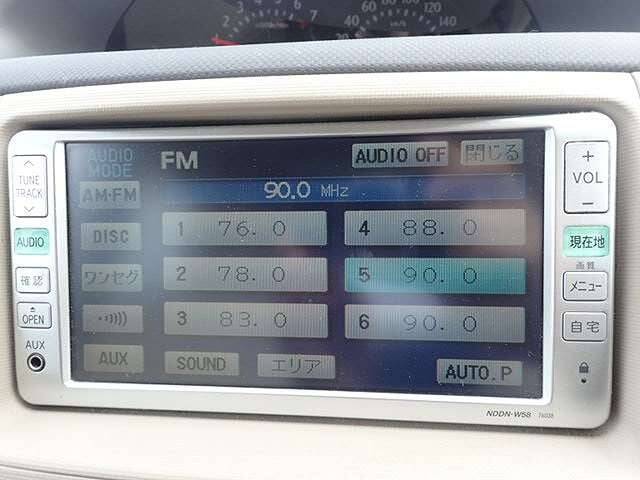 2 7
20 60 80 100 120 140
AUDIO MODE
FM
AUDIO OFF
閉じる
90.0 MHz
AM・FM
DISC
ワンセグ
AUX
1 76.0
2 78.0
3 83.0
4 88.0
5 90.0
6 90.0
SOUND
エリア
AUTO.P
TUNE
TRACK
AUDIO
確認
OPEN
AUX
+
VOL
−
現在地
画質
メニュー
自宅
NDDN-W58